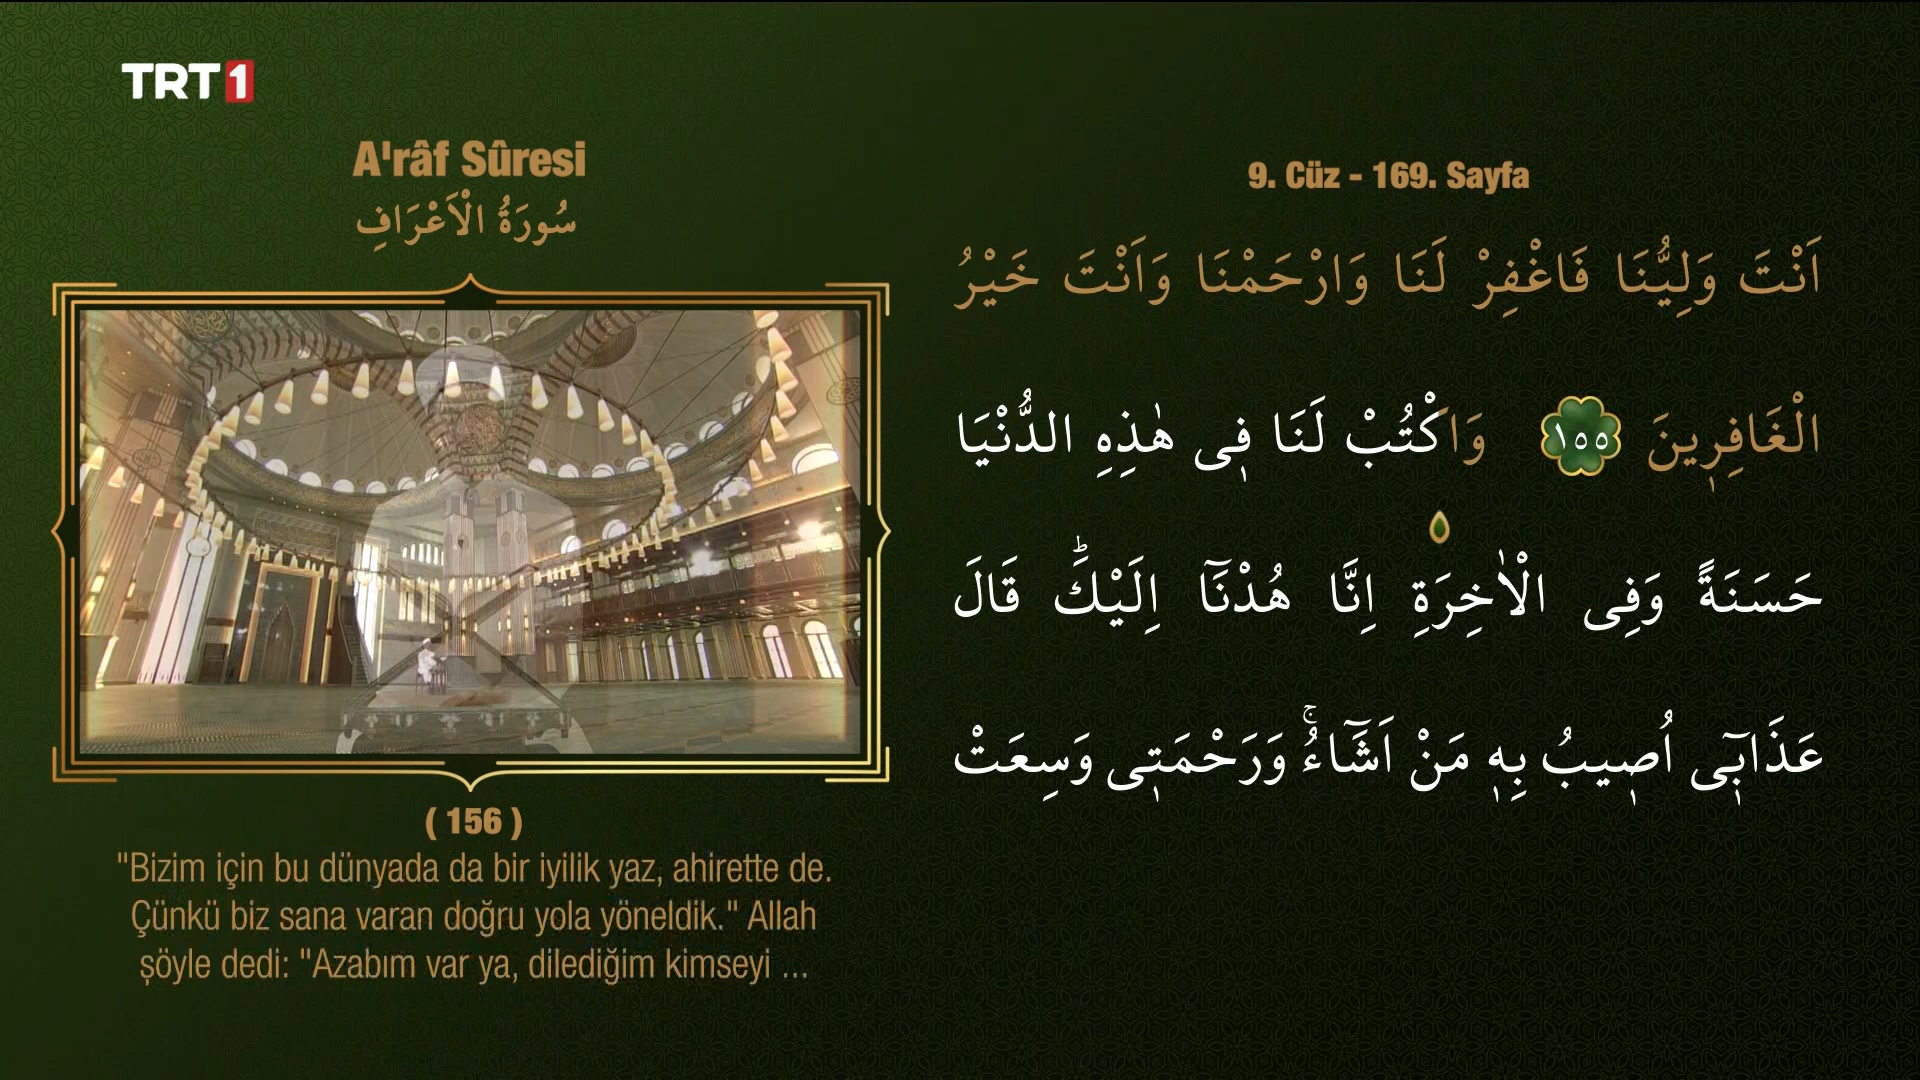 TRT 1
A'râf Sûresi
سُورَةُ الْاَعْرَافِ
9. Cüz - 169. Sayfa
اَنْتَ وَلِيُّنَا فَاغْفِرْ لَنَا وَارْحَمْنَا وَاَنْتَ خَيْرُ
الْغَافِر۪ينَ ١٥٥ وَاكْتُبْ لَنَا ف۪ى هٰذِهِ الدُّنْيَا
حَسَنَةً وَفِى الْاٰخِرَةِ اِنَّا هُدْنَٓا اِلَيْكَۜ قَالَ
عَذَاب۪ٓى اُص۪يبُ بِه۪ مَنْ اَشَٓاءُۚ وَرَحْمَت۪ى وَسِعَتْ
( 156 )
"Bizim için bu dünyada da bir iyilik yaz, ahirette de.
Çünkü biz sana varan doğru yola yöneldik." Allah
şöyle dedi: "Azabım var ya, dilediğim kimseyi ...